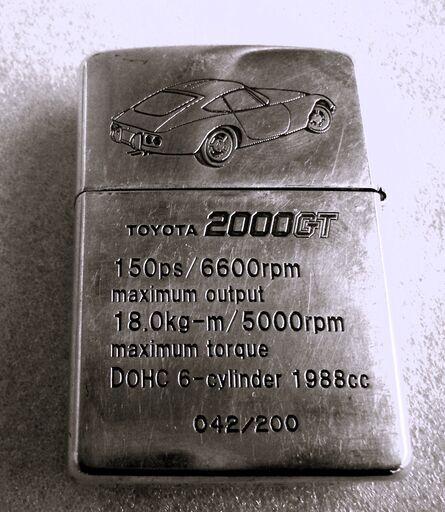 TOYOTA 2000GT
150ps/6600rpm
maximum output
18.0kg-m/5000rpm
maximum torque
DOHC 6-cylinder 1988cc
042/200